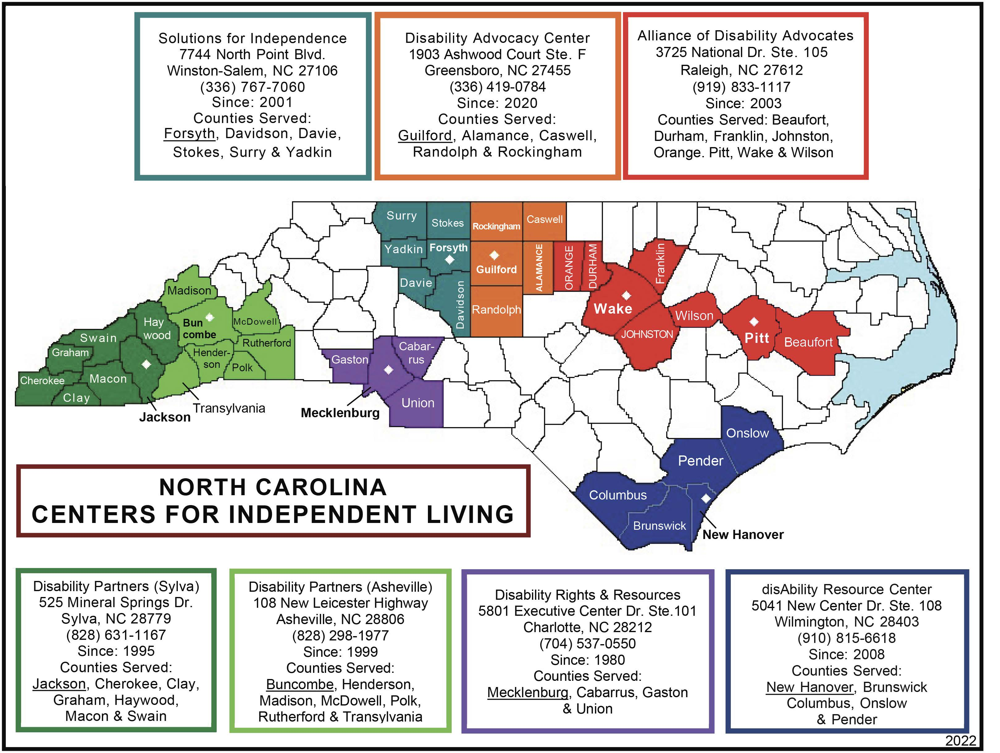 Solutions for Independence
7744 North Point Blvd.
Winston-Salem, NC 27106
(336) 767-7060
Since: 2001
Counties Served:
Forsyth, Davidson, Davie,
Stokes, Surry & Yadkin
Disability Advocacy Center
1903 Ashwood Court Ste. F
Greensboro, NC 27455
(336) 419-0784
Since: 2020
Counties Served:
Guilford, Alamance, Caswell,
Randolph & Rockingham
Alliance of Disability Advocates
3725 National Dr. Ste. 105
Raleigh, NC 27612
(919) 833-1117
Since: 2003
Counties Served: Beaufort,
Durham, Franklin, Johnston,
Orange. Pitt, Wake & Wilson
Surry
Stokes
Rockingham
Caswell
Yadkin
Forsyth
Guilford
ALAMANCE
ORANGE
DURHAM
Franklin
Davie
Davidson
Randolph
Wake
JOHNSTON
Wilson
Pitt
Beaufort
Madison
Bun
combe
McDowell
Hay
wood
Swain
Graham
Rutherford
Hender-
son
Polk
Cherokee
Macon
Clay
Jackson
Transylvania
Gaston
Cabar-
rus
Mecklenburg
Union
Onslow
Pender
Columbus
Brunswick
New Hanover
NORTH CAROLINA
CENTERS FOR INDEPENDENT LIVING
Disability Partners (Sylva)
525 Mineral Springs Dr.
Sylva, NC 28779
(828) 631-1167
Since: 1995
Counties Served:
Jackson, Cherokee, Clay,
Graham, Haywood,
Macon & Swain
Disability Partners (Asheville)
108 New Leicester Highway
Asheville, NC 28806
(828) 298-1977
Since: 1999
Counties Served:
Buncombe, Henderson,
Madison, McDowell, Polk,
Rutherford & Transylvania
Disability Rights & Resources
5801 Executive Center Dr. Ste.101
Charlotte, NC 28212
(704) 537-0550
Since: 1980
Counties Served:
Mecklenburg, Cabarrus, Gaston
& Union
disAbility Resource Center
5041 New Center Dr. Ste. 108
Wilmington, NC 28403
(910) 815-6618
Since: 2008
Counties Served:
New Hanover, Brunswick
Columbus, Onslow
& Pender
2022